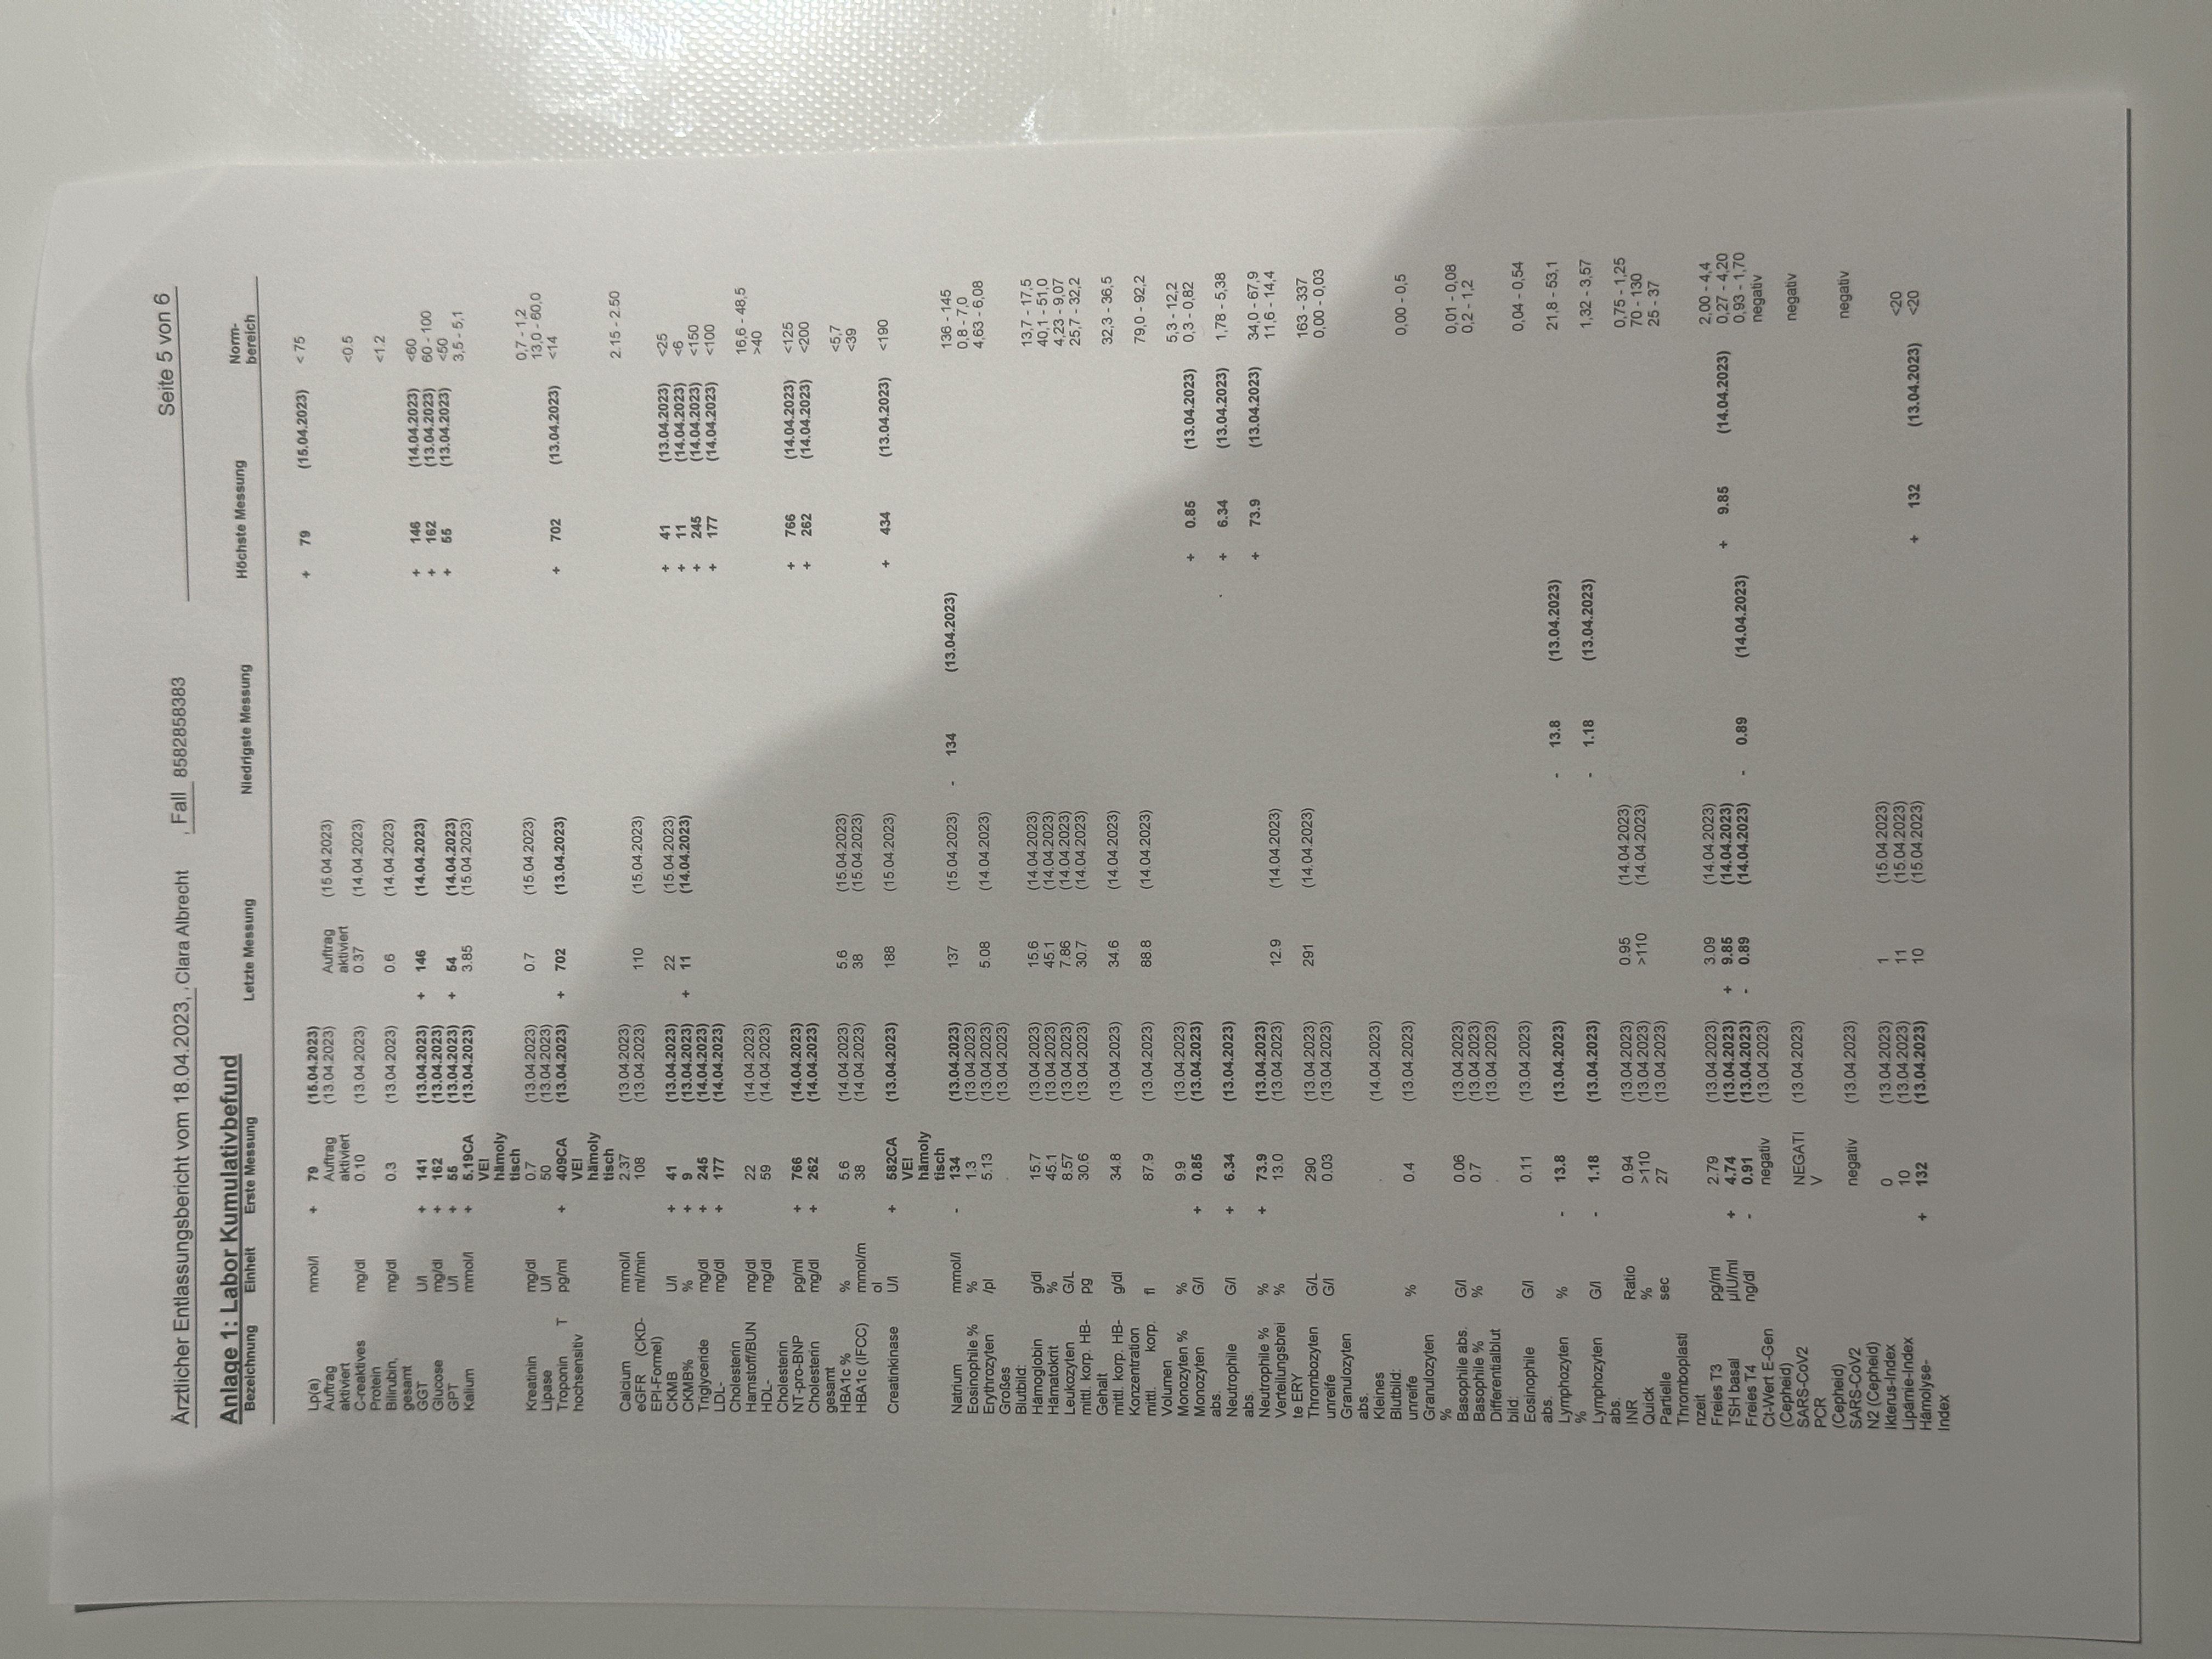 Ärztlicher Entlassungsbericht vom 18.04.2023, . Clara Albrecht , Fall 8582858383 Seite 5 von 6
Anlage 1: Labor Kumulativbefund
Bezeichnung Einheit Erste Messung Letzte Messung Niedrigste Messung Höchste Messung Norm-
bereich
Lp(a) nmol/l + 79 (15.04.2023) + 79 (15.04.2023) < 75
Auftrag Auftrag (13.04.2023) Auftrag (15.04.2023)
aktiviert aktiviert aktiviert
C-reaktives mg/dl 0.10 (13.04.2023) 0.37 (14.04.2023) <0.5
Protein
Bilirubin, mg/dl 0.3 (13.04.2023) 0.6 (14.04.2023) <1.2
gesamt
GGT U/l + 141 (13.04.2023) + 146 (14.04.2023) + 146 (14.04.2023) <60
Glucose mg/dl + 162 (13.04.2023) + 162 (13.04.2023) 60 - 100
GPT U/l + 55 (13.04.2023) + 54 (14.04.2023) + 55 (13.04.2023) <50
Kalium mmol/l + 5.19CA (13.04.2023) 3.85 (15.04.2023) 3,5 - 5,1
VE!
hämoly
tisch
Kreatinin mg/dl 0.7 (13.04.2023) 0.7 (15.04.2023) 0,7 - 1,2
Lipase U/l 50 (13.04.2023) 13,0 - 60,0
Troponin T pg/ml + 409CA (13.04.2023) + 702 (13.04.2023) + 702 (13.04.2023) <14
hochsensitiv VE!
hämoly
tisch
Calcium mmol/l 2.37 (13.04.2023) 2.15 - 2.50
eGFR (CKD- ml/min 108 (13.04.2023) 110 (15.04.2023)
EPI-Formel)
CKMB U/l + 41 (13.04.2023) 22 (15.04.2023) + 41 (13.04.2023) <25
CKMB% % + 9 (13.04.2023) + 11 (14.04.2023) + 11 (14.04.2023) <6
Triglyceride mg/dl + 245 (14.04.2023) + 245 (14.04.2023) <150
LDL- mg/dl + 177 (14.04.2023) + 177 (14.04.2023) <100
Cholesterin
Harnstoff/BUN mg/dl 22 (14.04.2023) 16,6 - 48,5
HDL- mg/dl 59 (14.04.2023) >40
Cholesterin
NT-pro-BNP pg/ml + 766 (14.04.2023) + 766 (14.04.2023) <125
Cholesterin mg/dl + 262 (14.04.2023) + 262 (14.04.2023) <200
gesamt
HBA1c % % 5.6 (14.04.2023) 5.6 (15.04.2023) <5,7
HBA1c (IFCC) mmol/m 38 (14.04.2023) 38 (15.04.2023) <39
ol
Creatinkinase U/l + 582CA (13.04.2023) 188 (15.04.2023) + 434 (13.04.2023) <190
VE!
hämoly
tisch
Natrium mmol/l - 134 (13.04.2023) 137 (15.04.2023) - 134 (13.04.2023) 136 - 145
Eosinophile % % 1.3 (13.04.2023) 0,8 - 7,0
Erythrozyten /pl 5.13 (13.04.2023) 5.08 (14.04.2023) 4,63 - 6,08
Großes . (13.04.2023)
Blutbild:
Hämoglobin g/dl 15.7 (13.04.2023) 15.6 (14.04.2023) 13,7 - 17,5
Hämatokrit % 45.1 (13.04.2023) 45.1 (14.04.2023) 40,1 - 51,0
Leukozyten G/L 8.57 (13.04.2023) 7.86 (14.04.2023) 4,23 - 9,07
mittl. korp. HB- pg 30.6 (13.04.2023) 30.7 (14.04.2023) 25,7 - 32,2
Gehalt
mittl. korp. HB- g/dl 34.8 (13.04.2023) 34.6 (14.04.2023) 32,3 - 36,5
Konzentration
mittl. korp. fl 87.9 (13.04.2023) 88.8 (14.04.2023) 79,0 - 92,2
Volumen
Monozyten % % 9.9 (13.04.2023) 5,3 - 12,2
Monozyten G/l + 0.85 (13.04.2023) + 0.85 (13.04.2023) 0,3 - 0,82
abs.
Neutrophile G/l + 6.34 (13.04.2023) + 6.34 (13.04.2023) 1,78 - 5,38
abs.
Neutrophile % % + 73.9 (13.04.2023) + 73.9 (13.04.2023) 34,0 - 67,9
Verteilungsbrei % 13.0 (13.04.2023) 12.9 (14.04.2023) 11,6 - 14,4
te ERY
Thrombozyten G/L 290 (13.04.2023) 291 (14.04.2023) 163 - 337
unreife G/l 0.03 (13.04.2023) 0,00 - 0,03
Granulozyten
abs.
Kleines . (14.04.2023)
Blutbild:
unreife % 0.4 (13.04.2023) 0,00 - 0,5
Granulozyten
%
Basophile abs. G/l 0.06 (13.04.2023) 0,01 - 0,08
Basophile % % 0.7 (13.04.2023) 0,2 - 1,2
Differentialblut . (13.04.2023)
bild:
Eosinophile G/l 0.11 (13.04.2023) 0,04 - 0,54
abs.
Lymphozyten % - 13.8 (13.04.2023) - 13.8 (13.04.2023) 21,8 - 53,1
%
Lymphozyten G/l - 1.18 (13.04.2023) - 1.18 (13.04.2023) 1,32 - 3,57
abs.
INR Ratio 0.94 (13.04.2023) 0.95 (14.04.2023) 0,75 - 1,25
Quick % >110 (13.04.2023) >110 (14.04.2023) 70 - 130
Partielle sec 27 (13.04.2023) 25 - 37
Thromboplasti
nzeit
Freies T3 pg/ml 2.79 (13.04.2023) 3.09 (14.04.2023) 2,00 - 4,4
TSH basal µIU/ml + 4.74 (13.04.2023) + 9.85 (14.04.2023) + 9.85 (14.04.2023) 0,27 - 4,20
Freies T4 ng/dl - 0.91 (13.04.2023) - 0.89 (14.04.2023) - 0.89 (14.04.2023) 0,93 - 1,70
Ct-Wert E-Gen negativ (13.04.2023) negativ
(Cepheid)
SARS-CoV2 NEGATI (13.04.2023) negativ
PCR V
(Cepheid)
SARS-CoV2 negativ (13.04.2023) negativ
N2 (Cepheid)
Ikterus-Index 0 (13.04.2023) 1 (15.04.2023)
Lipämie-Index 10 (13.04.2023) 11 (15.04.2023) <20
Hämolyse- + 132 (13.04.2023) 10 (15.04.2023) + 132 (13.04.2023) <20
Index